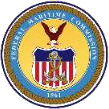 FEDERAL MARITIME COMMISSION
1961